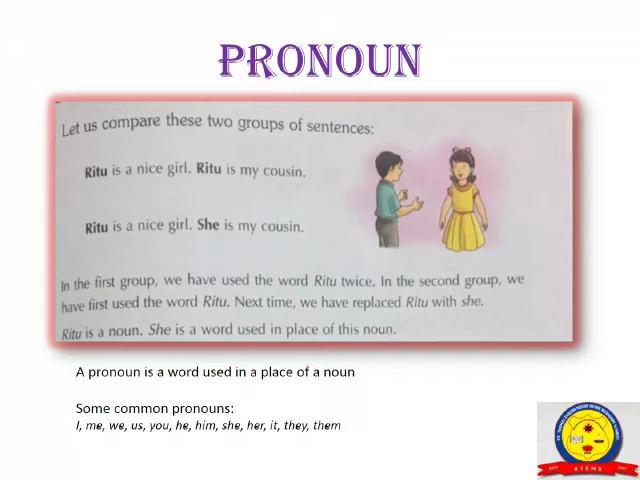 PRONOUN
Let us compare these two groups of sentences:
Ritu is a nice girl. Ritu is my cousin.
Ritu is a nice girl. She is my cousin.
In the first group, we have used the word Ritu twice. In the second group, we
have first used the word Ritu. Next time, we have replaced Ritu with she.
Ritu is a noun. She is a word used in place of this noun.
A pronoun is a word used in a place of a noun
Some common pronouns:
I, me, we, us, you, he, him, she, her, it, they, them